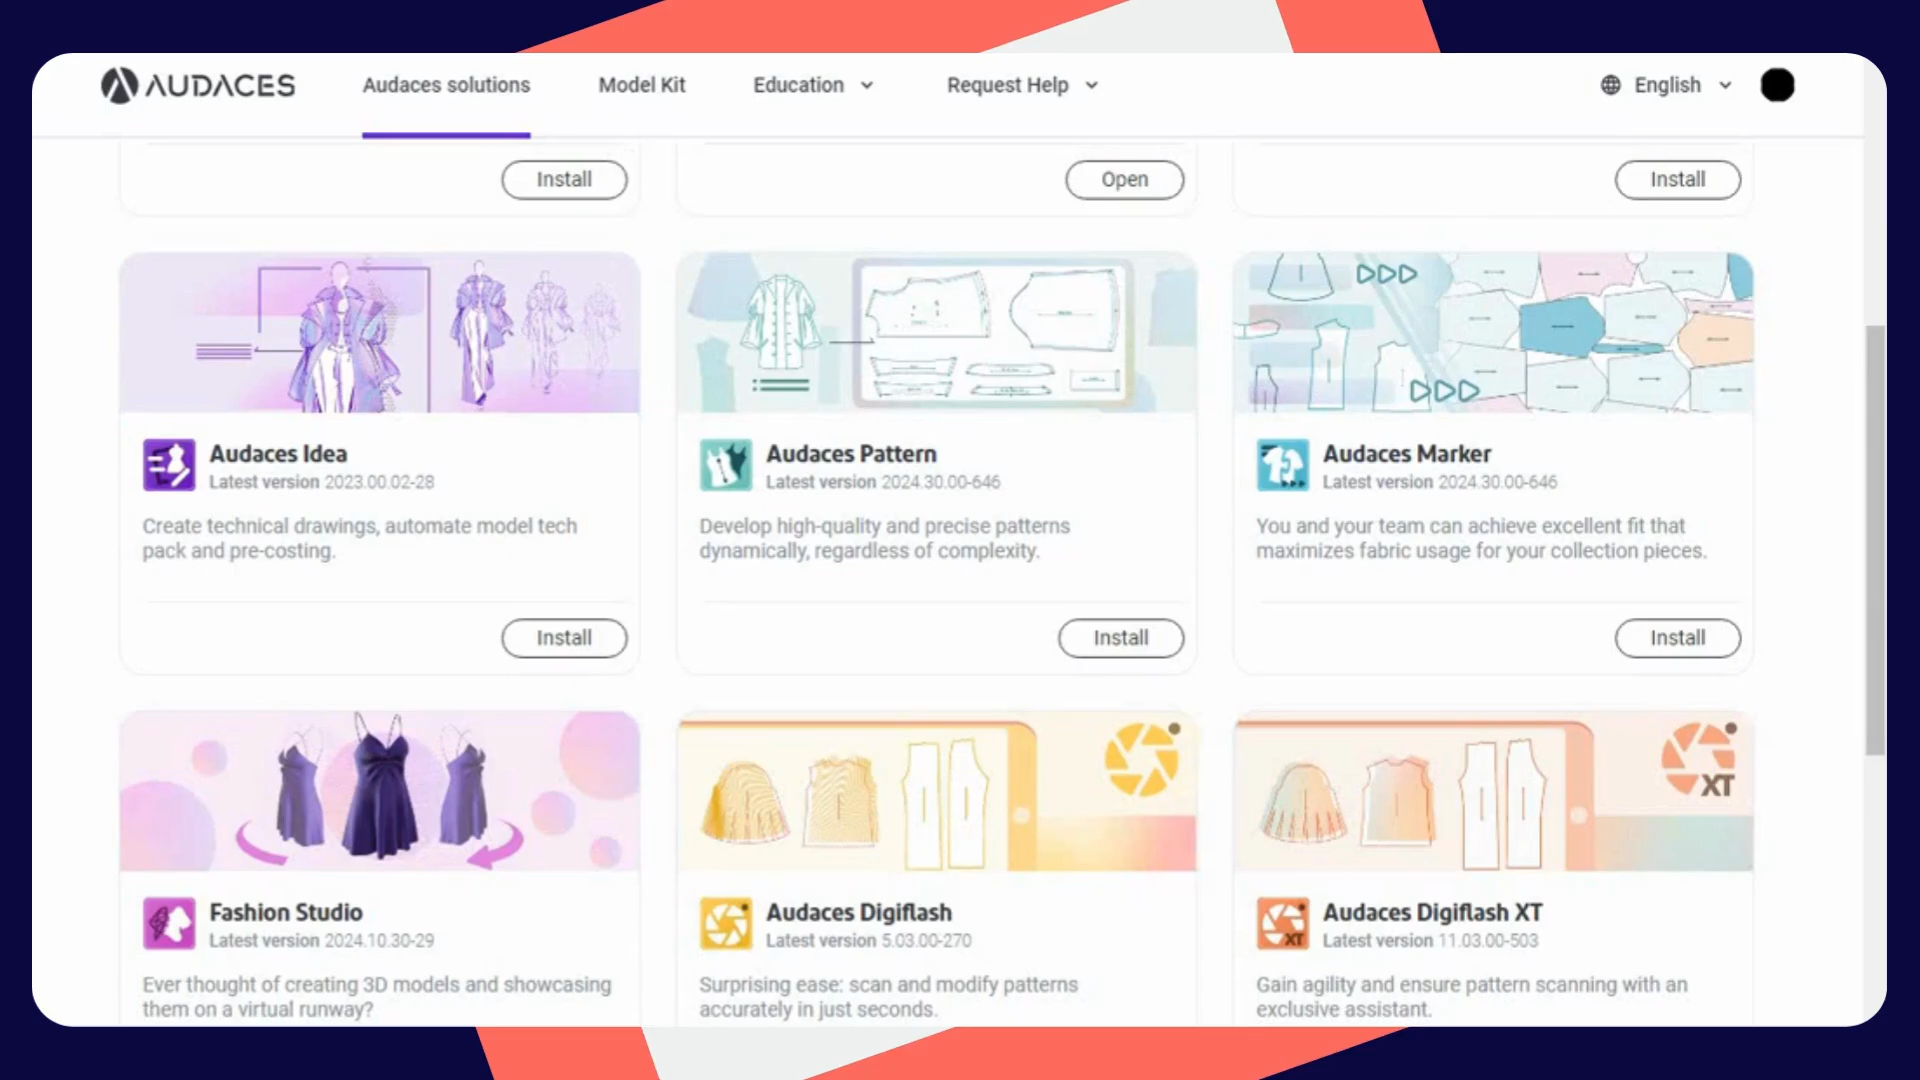 AUDACES
Audaces solutions
Model Kit
Education
Request Help
English
Install
Open
Install
Audaces Idea
Latest version 2023.00.02-28
Create technical drawings, automate model tech
pack and pre-costing.
Install
Audaces Pattern
Latest version 2024.30.00-646
Develop high-quality and precise patterns
dynamically, regardless of complexity.
Install
Audaces Marker
Latest version 2024.30.00-646
You and your team can achieve excellent fit that
maximizes fabric usage for your collection pieces.
Install
Fashion Studio
Latest version 2024.10.30-29
Ever thought of creating 3D models and showcasing
them on a virtual runway?
Audaces Digiflash
Latest version 5.03.00-270
Surprising ease: scan and modify patterns
accurately in just seconds.
XT
XT
Audaces Digiflash XT
Latest version 11.03.00-503
Gain agility and ensure pattern scanning with an
exclusive assistant.